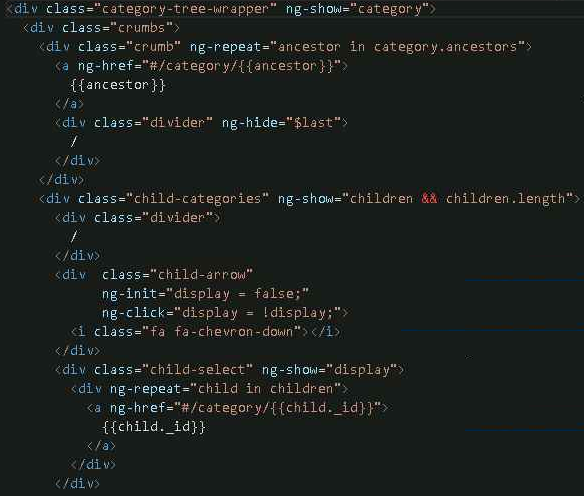 <div class="category-tree-wrapper" ng-show="category">
<div class="crumbs">
<div class="crumb" ng-repeat="ancestor in category.ancestors">
<a ng-href="#/category/{{ancestor}}">
{{ancestor}}
</a>
<div class="divider" ng-hide="$last">
/
</div>
</div>
<div class="child-categories" ng-show="children && children.length">
<div class="divider">
/
</div>
<div class="child-arrow"
ng-init="display = false;"
ng-click="display = !display;">
<i class="fa fa-chevron-down"></i>
</div>
<div class="child-select" ng-show="display">
<div ng-repeat="child in children">
<a ng-href="#/category/{{child._id}}">
{{child._id}}
</a>
</div>
</div>